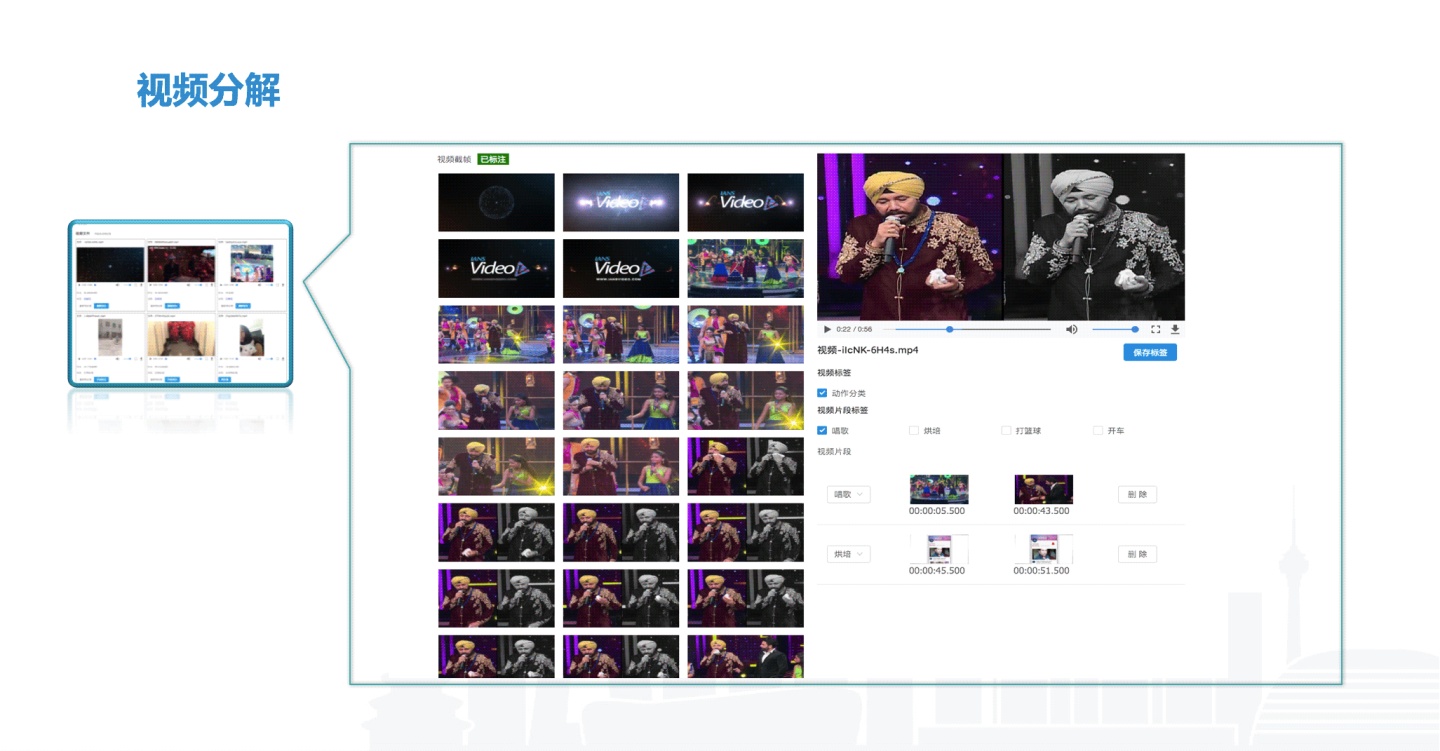 视频分解
视频截帧 已标注
IANS
Video
IANS
Video
IANS
Video
IANS
Video
0:22 / 0:56
视频-iIcNK-6H4s.mp4
保存标签
视频标签
动作分类
视频片段标签
唱歌 烘培 打篮球 开车
视频片段
唱歌 删 除
00:00:05.500 00:00:43.500
烘培 删 除
00:00:45.500 00:00:51.500